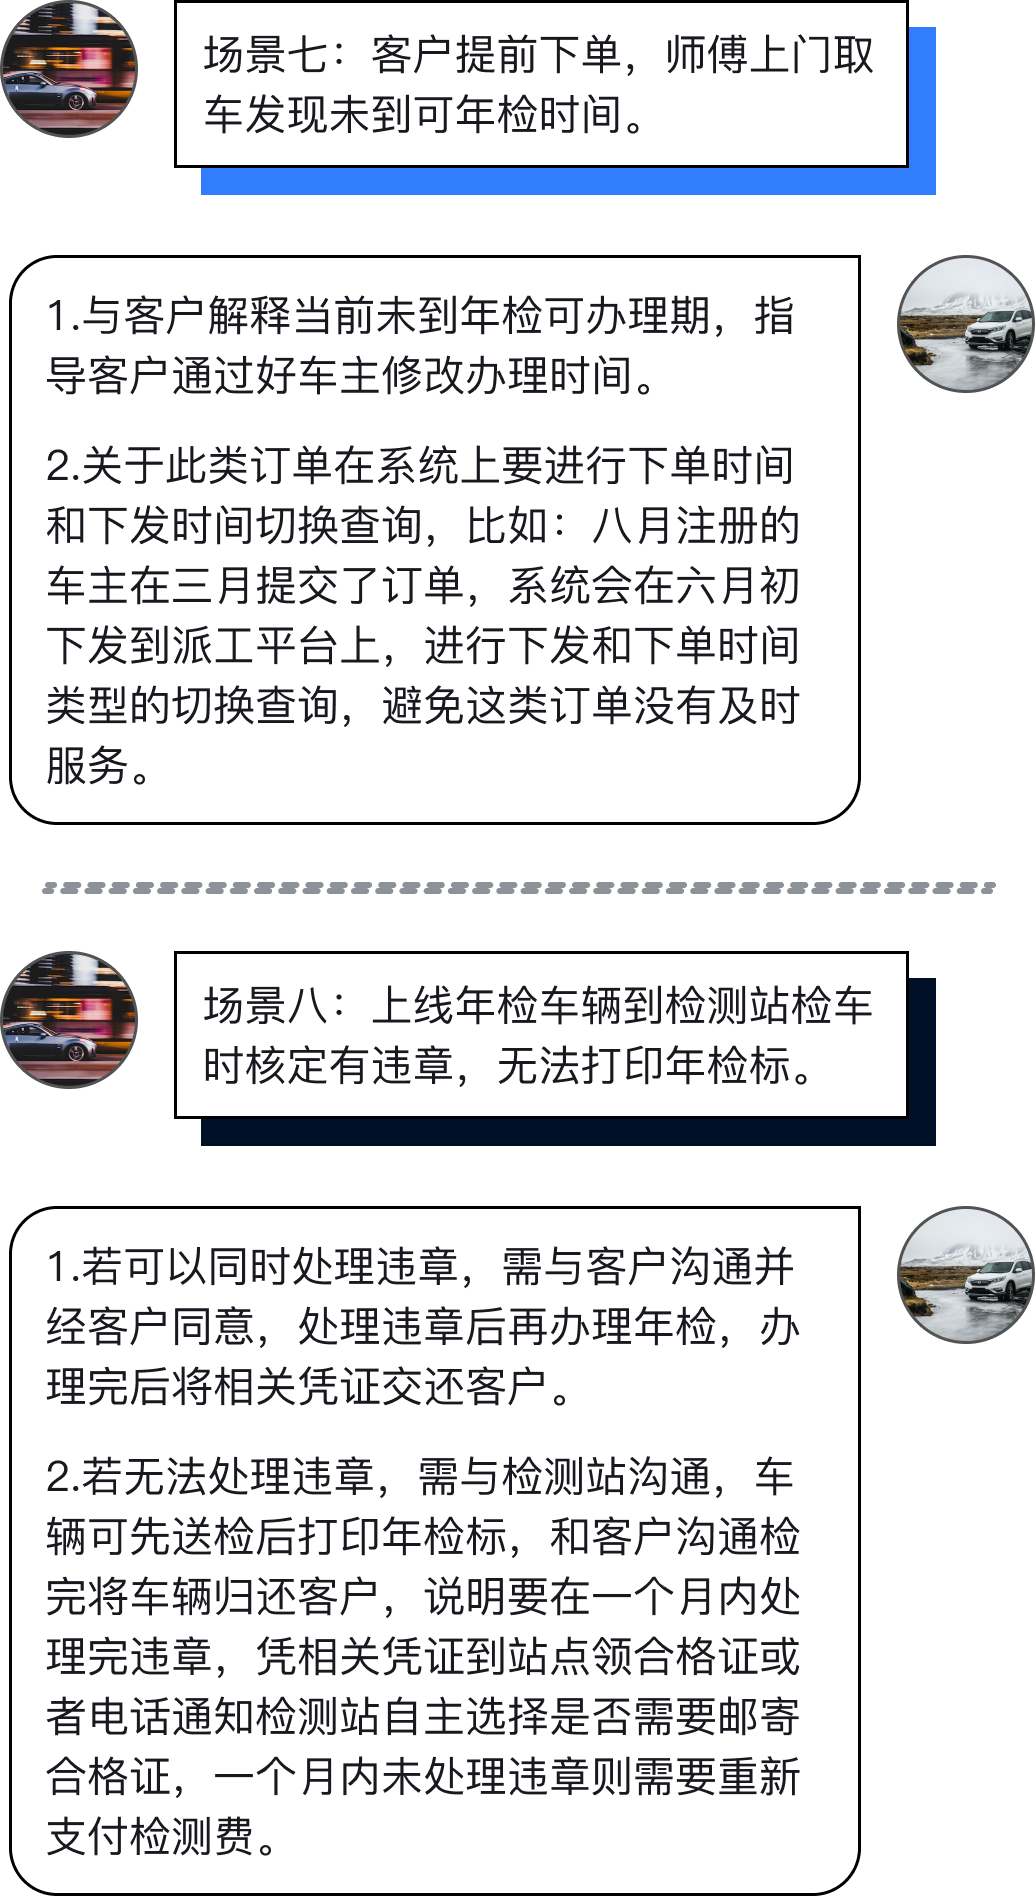 场景七：客户提前下单，师傅上门取
车发现未到可年检时间。
1.与客户解释当前未到年检可办理期，指
导客户通过好车主修改办理时间。
2.关于此类订单在系统上要进行下单时间
和下发时间切换查询，比如：八月注册的
车主在三月提交了订单，系统会在六月初
下发到派工平台上，进行下发和下单时间
类型的切换查询，避免这类订单没有及时
服务。
场景八：上线年检车辆到检测站检车
时核定有违章，无法打印年检标。
1.若可以同时处理违章，需与客户沟通并
经客户同意，处理违章后再办理年检，办
理完后将相关凭证交还客户。
2.若无法处理违章，需与检测站沟通，车
辆可先送检后打印年检标，和客户沟通检
完将车辆归还客户，说明要在一个月内处
理完违章，凭相关凭证到站点领合格证或
者电话通知检测站自主选择是否需要邮寄
合格证，一个月内未处理违章则需要重新
支付检测费。